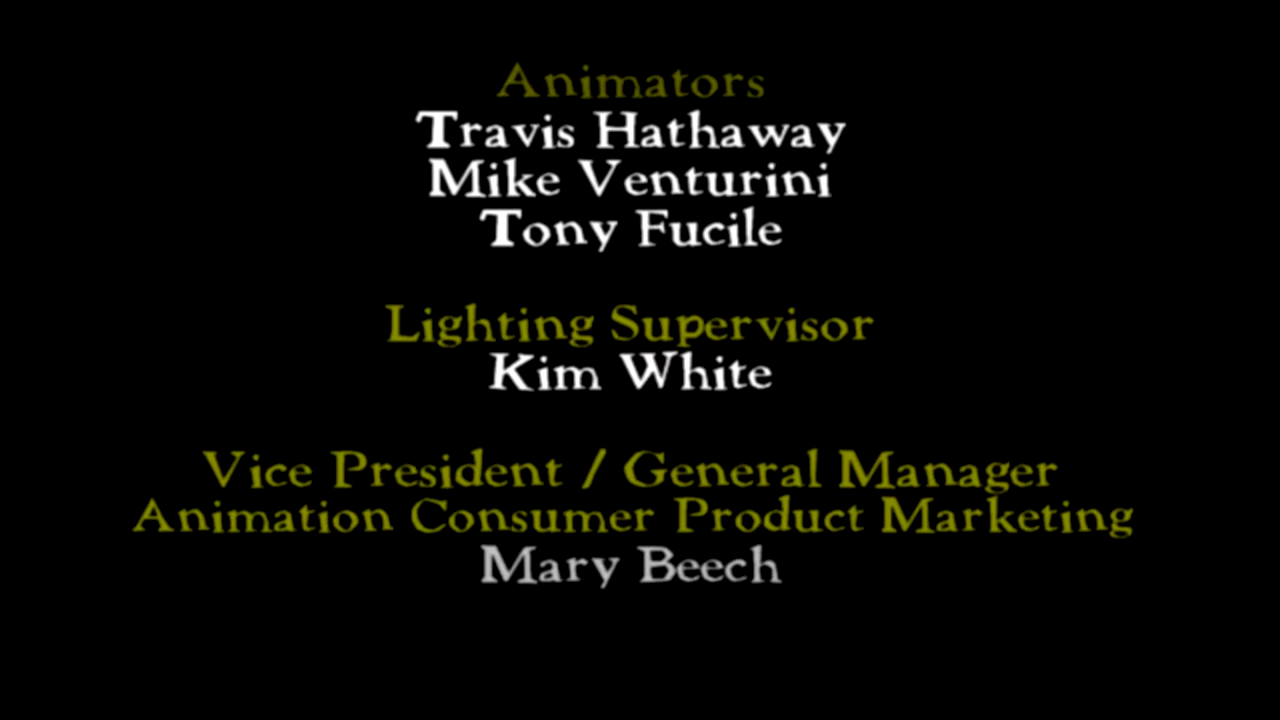 Animators
Travis Hathaway
Mike Venturini
Tony Fucile
Lighting Supervisor
Kim White
Vice President / General Manager
Animation Consumer Product Marketing
Mary Beech